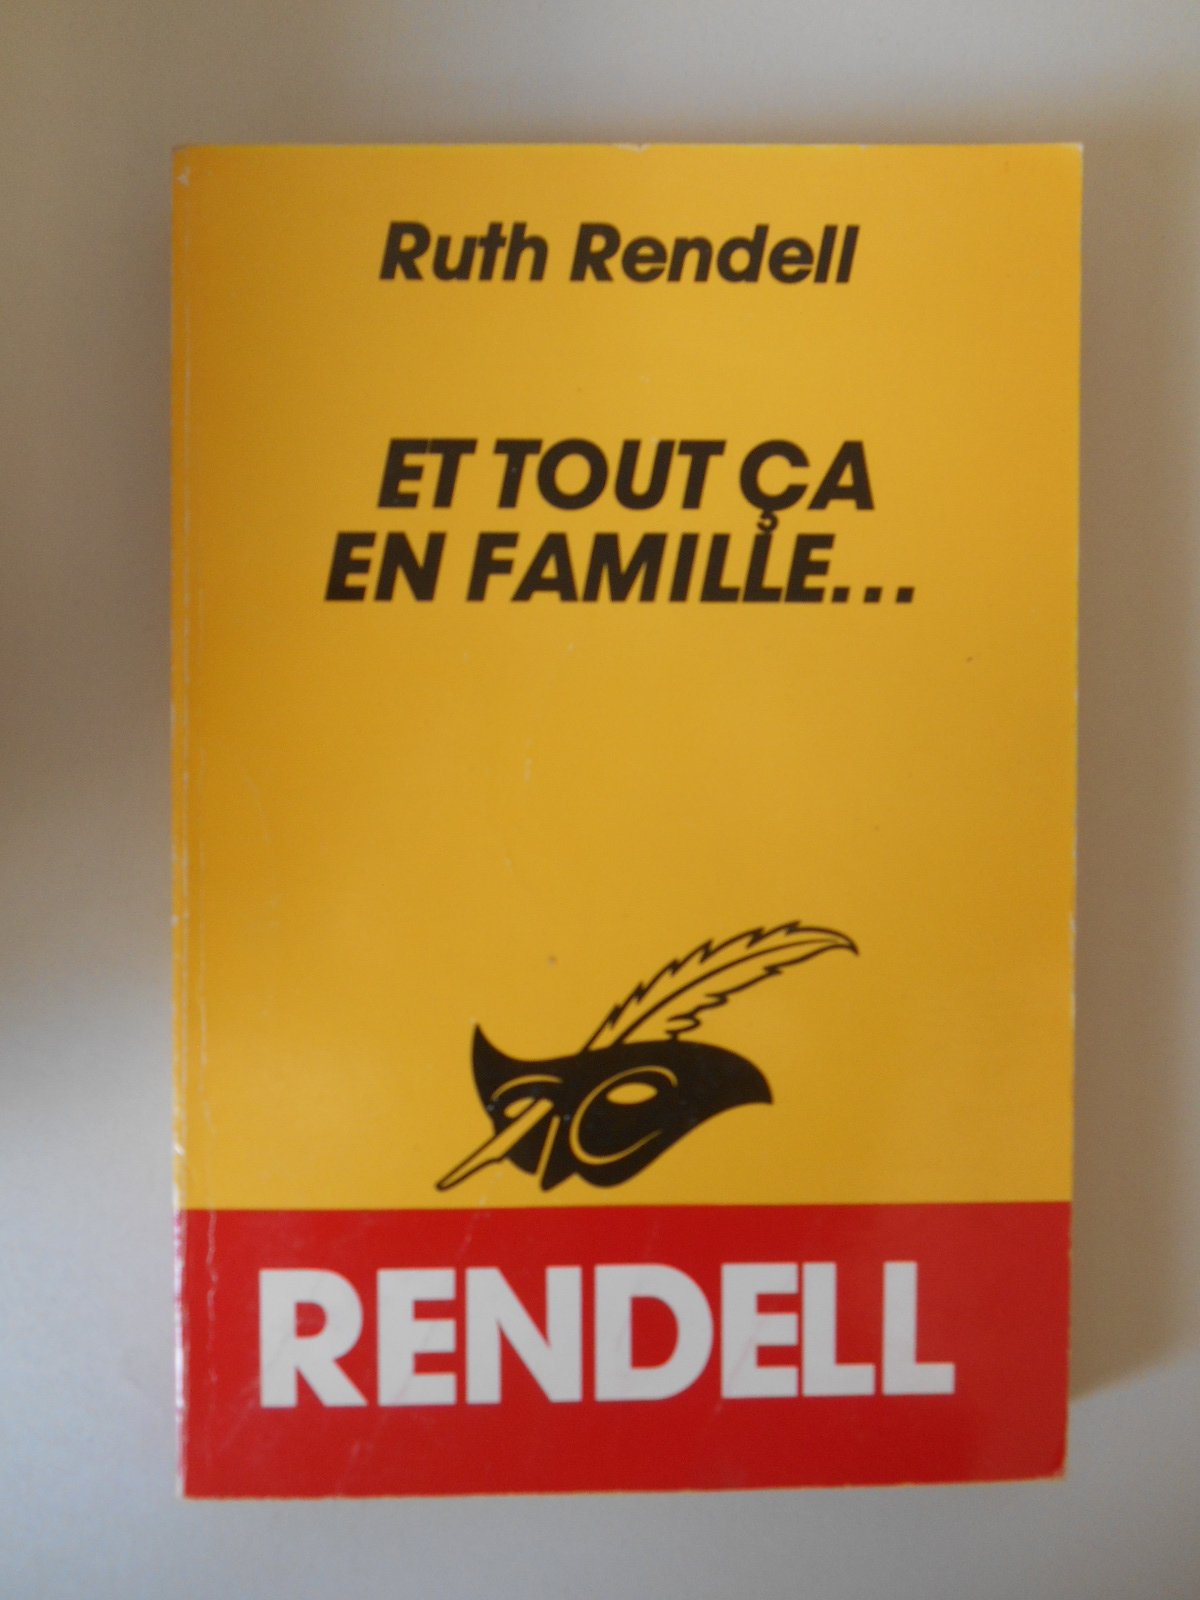 Ruth Rendell
ET TOUT ÇA
EN FAMILLE...
RENDELL